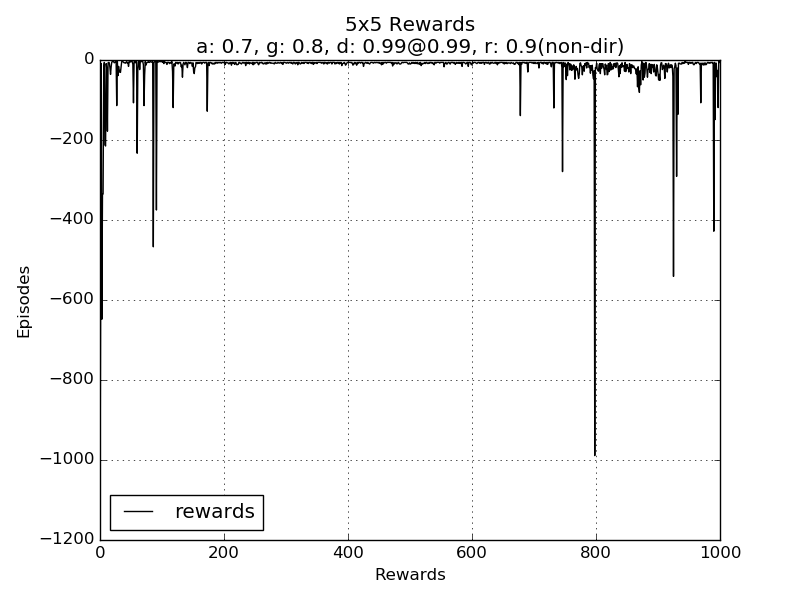 5x5 Rewards
a: 0.7, g: 0.8, d: 0.99@0.99, r: 0.9(non-dir)
0
−200
−400
−600
−800
−1000
−1200
Episodes
rewards
0 200 400 600 800 1000
Rewards